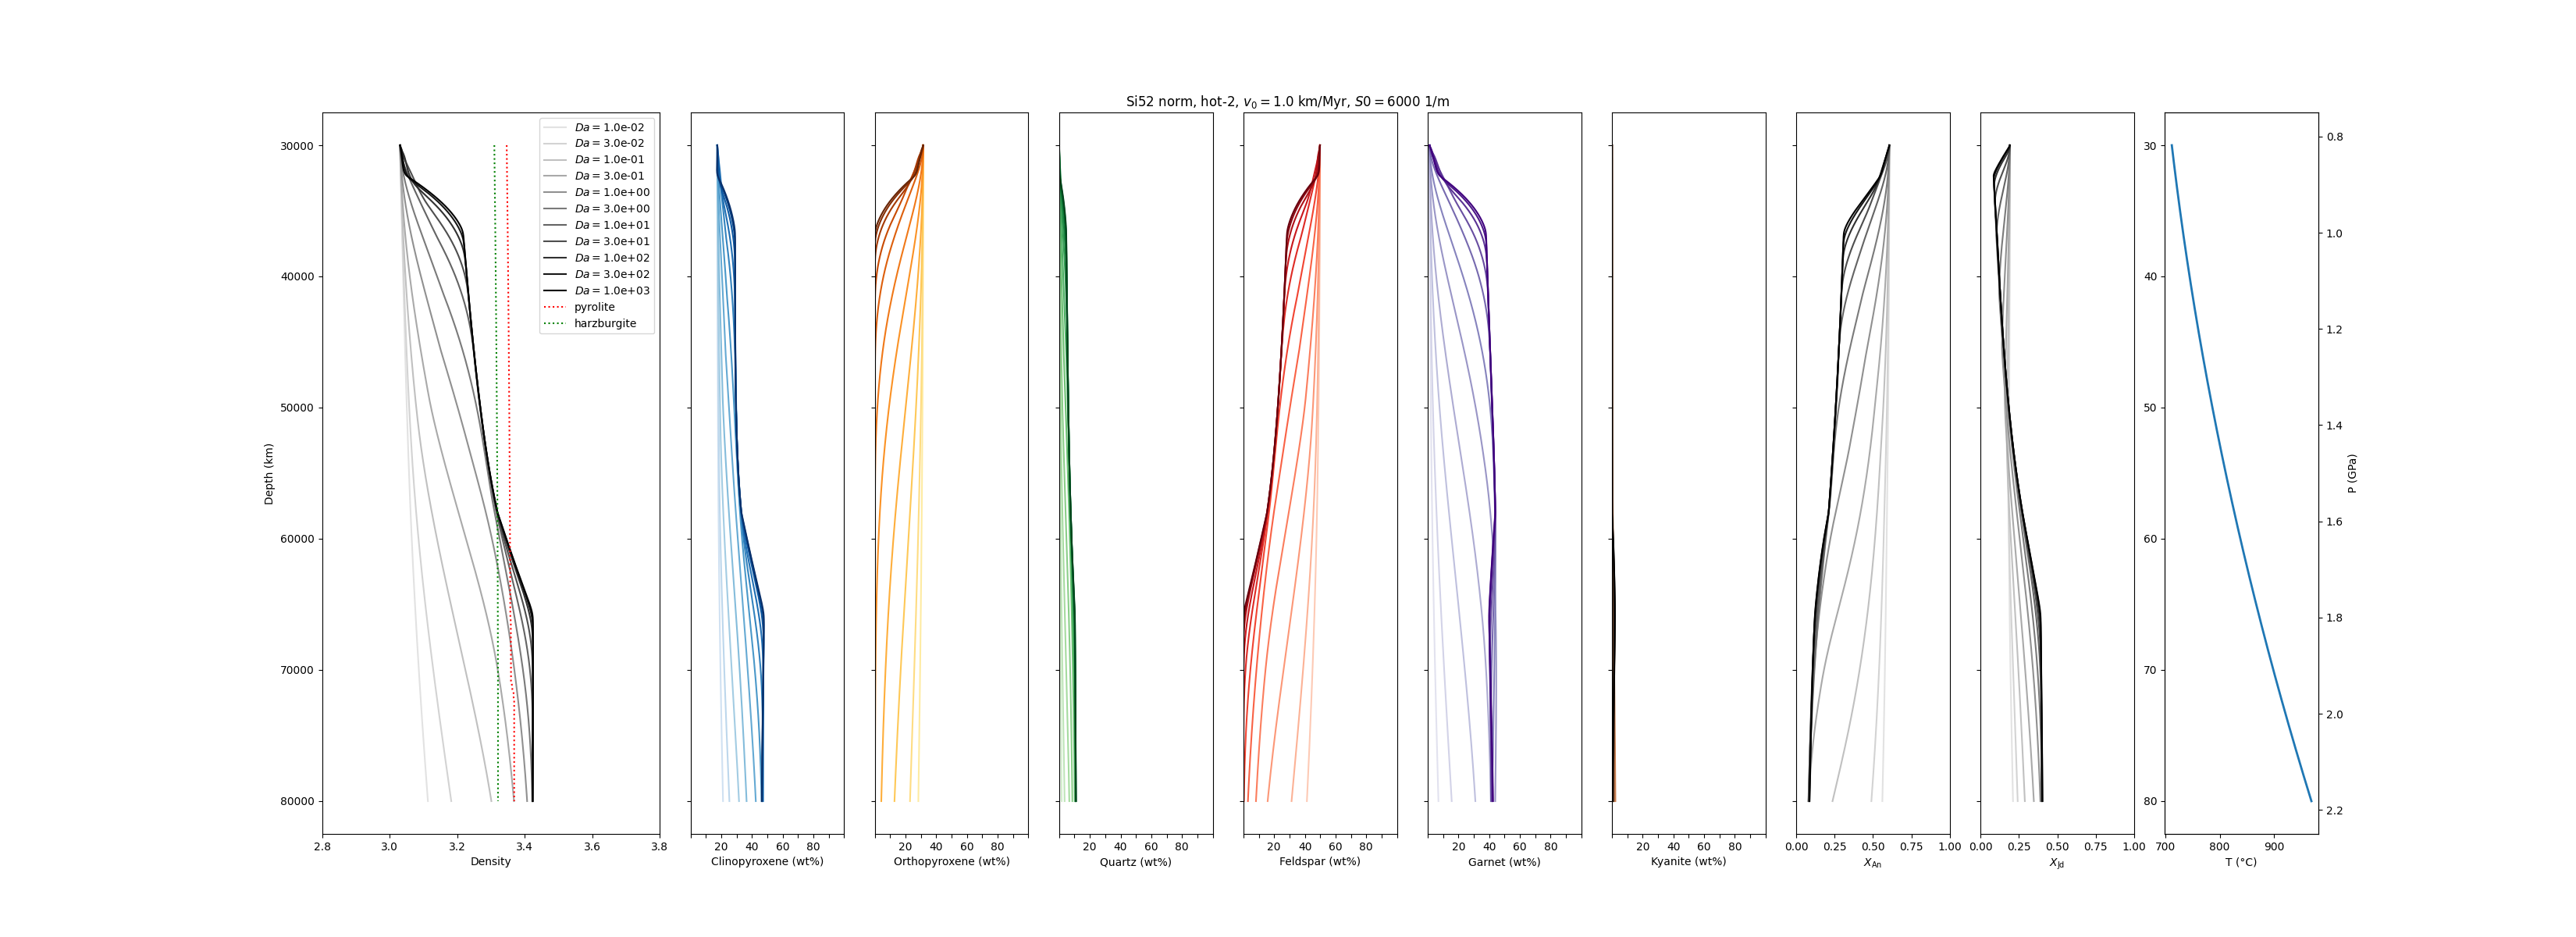 Si52 norm, hot-2, v₀ = 1.0 km/Myr, S0 = 6000 1/m
Da = 1.0e-02
Da = 3.0e-02
Da = 1.0e-01
Da = 3.0e-01
Da = 1.0e+00
Da = 3.0e+00
Da = 1.0e+01
Da = 3.0e+01
Da = 1.0e+02
Da = 3.0e+02
Da = 1.0e+03
pyrolite
harzburgite
30000
40000
50000
60000
70000
80000
Depth (km)
2.8 3.0 3.2 3.4 3.6 3.8
Density
20 40 60 80
Clinopyroxene (wt%)
20 40 60 80
Orthopyroxene (wt%)
20 40 60 80
Quartz (wt%)
20 40 60 80
Feldspar (wt%)
20 40 60 80
Garnet (wt%)
20 40 60 80
Kyanite (wt%)
0.00 0.25 0.50 0.75 1.00
X_An
0.00 0.25 0.50 0.75 1.00
X_Jd
30
40
50
60
70
80
700 800 900
T (°C)
0.8
1.0
1.2
1.4
1.6
1.8
2.0
2.2
P (GPa)